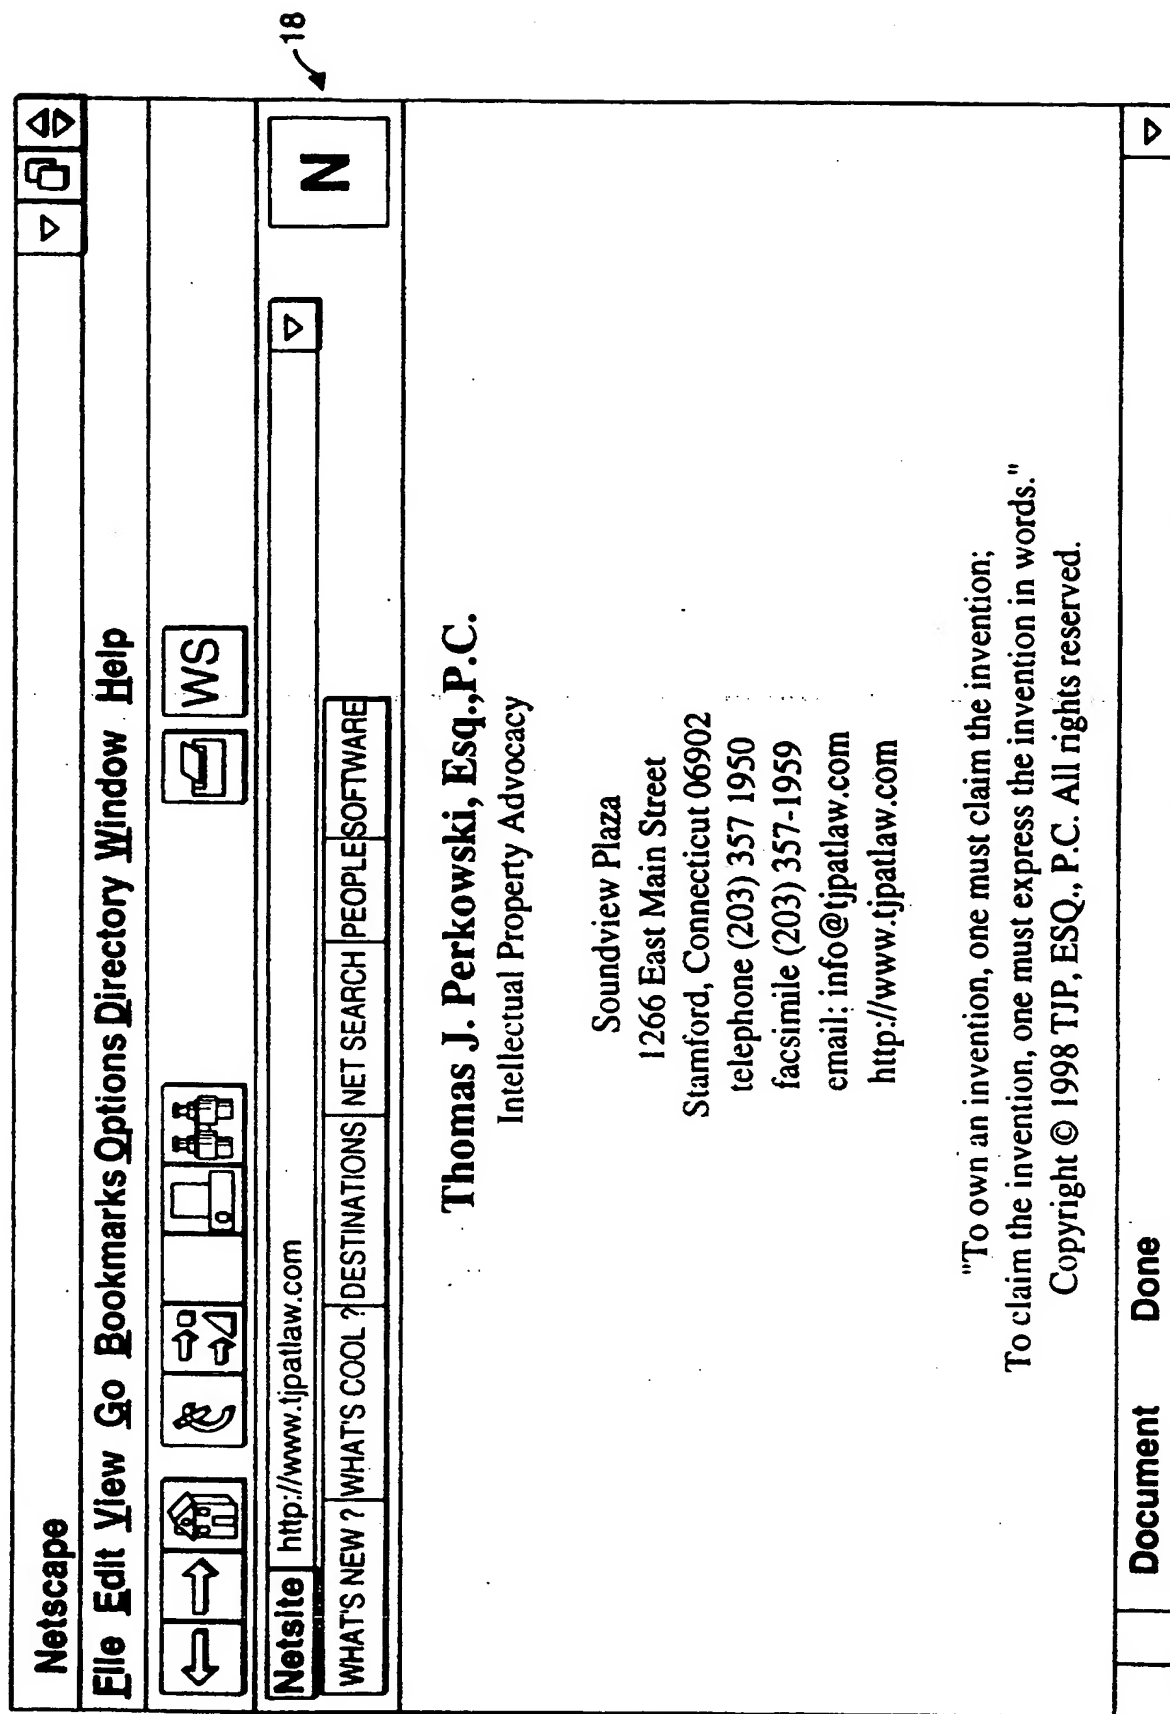 Netscape
File Edit View Go Bookmarks Options Directory Window Help
WS
Netsite http://www.tjpatlaw.com
N
18
WHAT'S NEW ? WHAT'S COOL ? DESTINATIONS NET SEARCH PEOPLE SOFTWARE
Thomas J. Perkowski, Esq.,P.C.
Intellectual Property Advocacy
Soundview Plaza
1266 East Main Street
Stamford, Connecticut 06902
telephone (203) 357 1950
facsimile (203) 357-1959
email; info@tjpatlaw.com
http://www.tjpatlaw.com
"To own an invention, one must claim the invention;
To claim the invention, one must express the invention in words."
Copyright © 1998 TJP, ESQ., P.C. All rights reserved.
Document Done